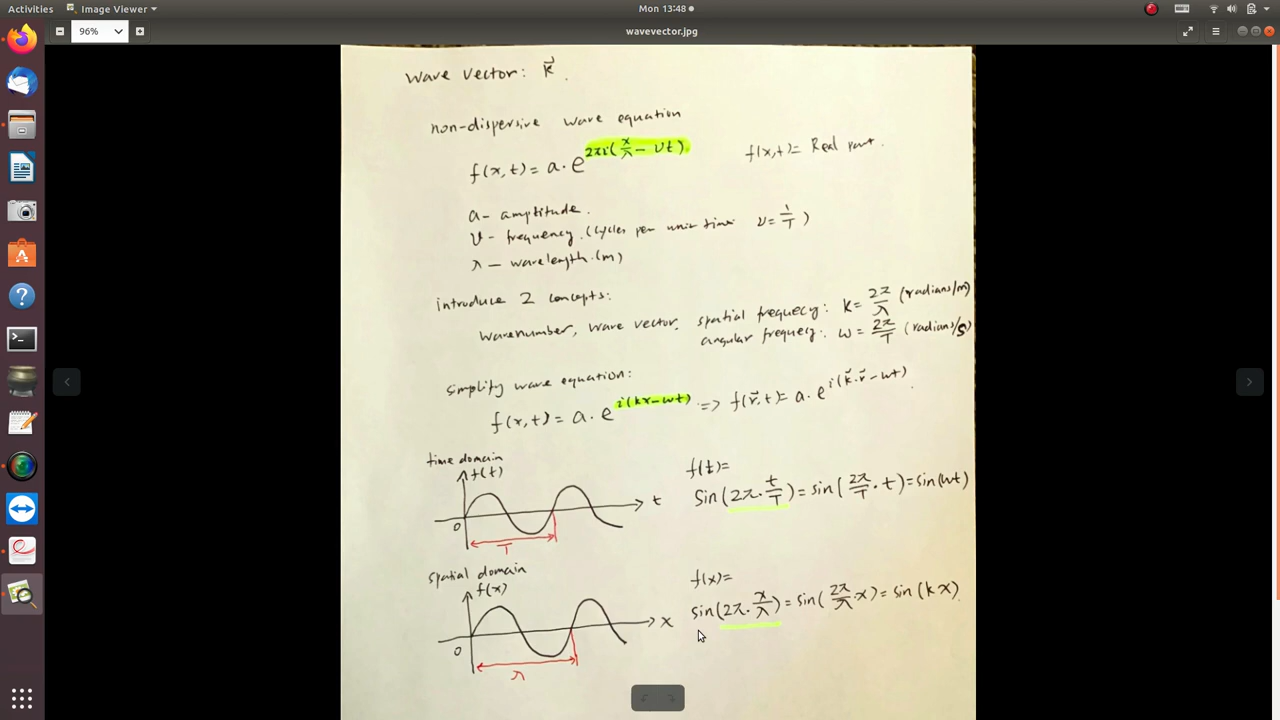 Activities Image Viewer Mon 13:48
96% wavevector.jpg
Wave vector: k⃗.
non-dispersive wave equation
f(x,t) = a·e^{2πi(x/λ − νt)} f(x,t) = Real part.
a - amplitude.
ν - frequency. (cycles per unit time ν = 1/T)
λ — wavelength. (m)
introduce 2 concepts:
wavenumber, wave vector. spatial frequecy: k = 2π/λ (radians/m)
angular frequecy: ω = 2π/T (radians/s)
simplify wave equation:
f(x,t) = a·e^{i(kx−ωt)} => f(r⃗,t) = a·e^{i(k⃗·r⃗−ωt)}.
time domain
f(t)
f(t)=
sin(2π·t/T) = sin(2π/T·t) = sin(ωt)
0 t
T
spatial domain
f(x)
f(x)=
sin(2π·x/λ) = sin(2π/λ·x) = sin(kx)
0 x
λ